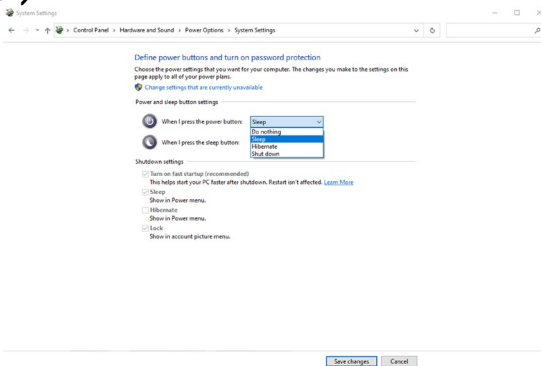 System Settings
Control Panel > Hardware and Sound > Power Options > System Settings
Define power buttons and turn on password protection
Choose the power settings that you want for your computer. The changes you make to the settings on this
page apply to all of your power plans.
Change settings that are currently unavailable
Power and sleep button settings
When I press the power button: Sleep
Do nothing
Sleep
When I press the sleep button: Hibernate
Shut down
Shutdown settings
Turn on fast startup (recommended)
This helps start your PC faster after shutdown. Restart isn't affected. Learn More
Sleep
Show in Power menu.
Hibernate
Show in Power menu.
Lock
Show in account picture menu.
Save changes Cancel